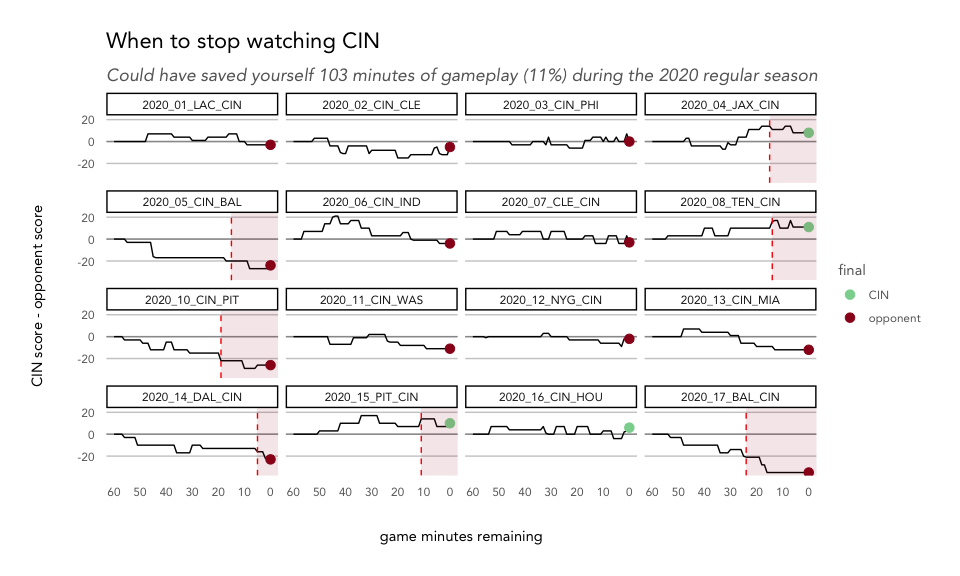 When to stop watching CIN
Could have saved yourself 103 minutes of gameplay (11%) during the 2020 regular season
2020_01_LAC_CIN 2020_02_CIN_CLE 2020_03_CIN_PHI 2020_04_JAX_CIN
20
0
-20
2020_05_CIN_BAL 2020_06_CIN_IND 2020_07_CLE_CIN 2020_08_TEN_CIN
20
0
-20
2020_10_CIN_PIT 2020_11_CIN_WAS 2020_12_NYG_CIN 2020_13_CIN_MIA
20
0
-20
2020_14_DAL_CIN 2020_15_PIT_CIN 2020_16_CIN_HOU 2020_17_BAL_CIN
20
0
-20
60 50 40 30 20 10 0 60 50 40 30 20 10 0 60 50 40 30 20 10 0 60 50 40 30 20 10 0
game minutes remaining
CIN score - opponent score
final
CIN
opponent